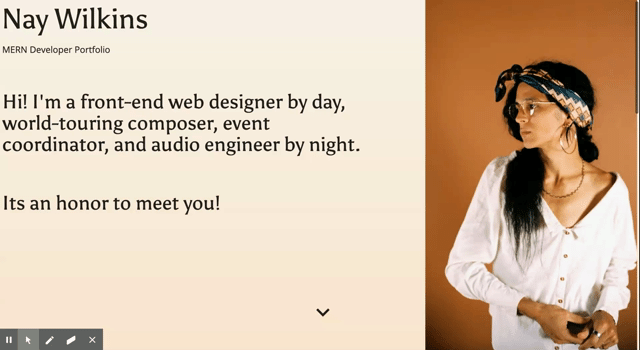 Nay Wilkins
MERN Developer Portfolio
Hi! I'm a front-end web designer by day,
world-touring composer, event
coordinator, and audio engineer by night.
Its an honor to meet you!